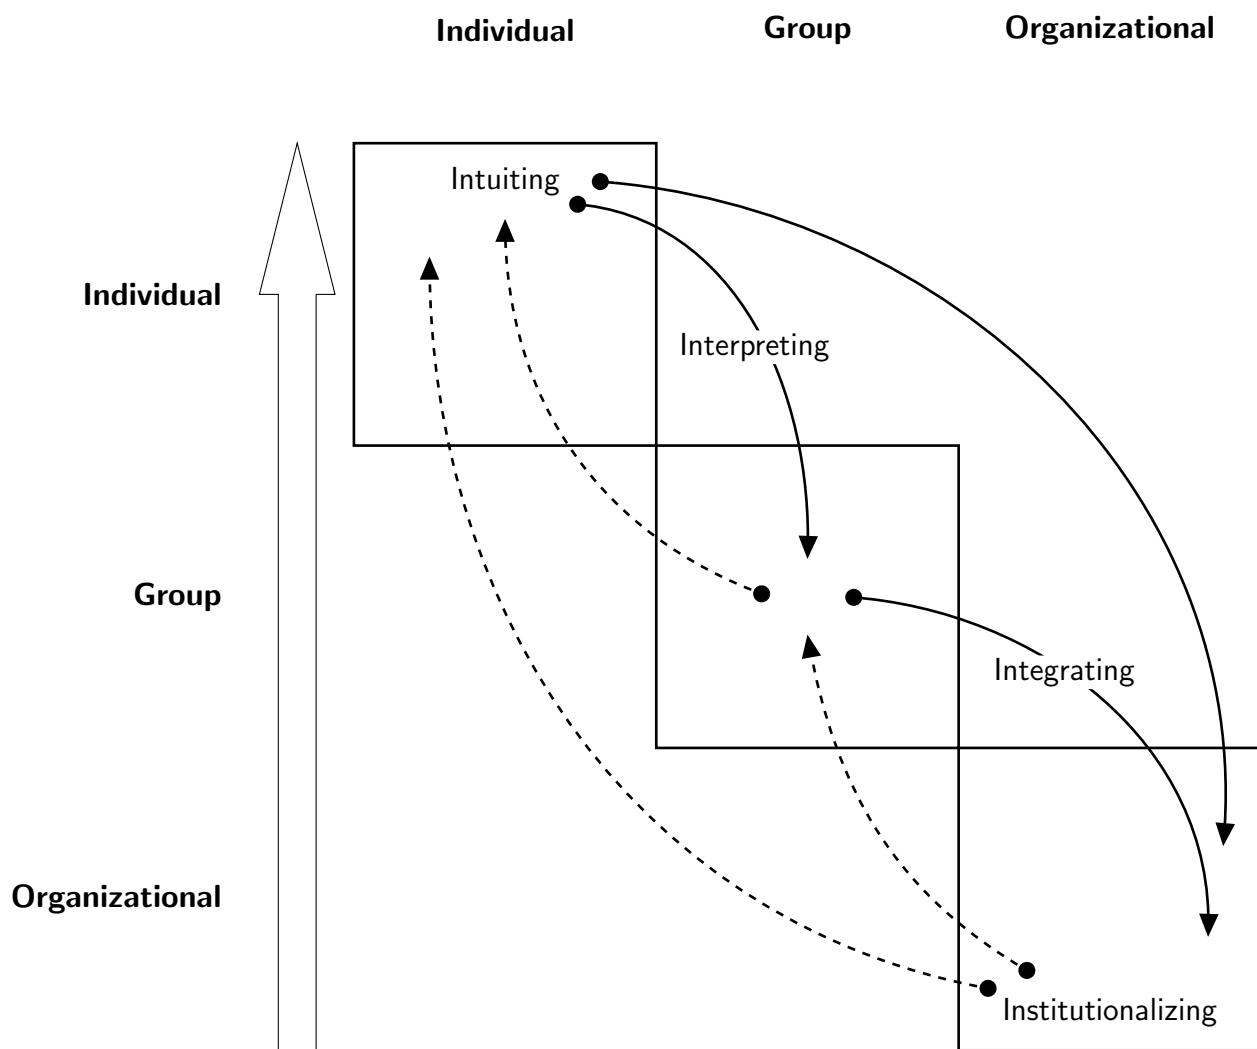 Individual
Group
Organizational
Intuiting
Individual
Interpreting
Group
Integrating
Organizational
Institutionalizing